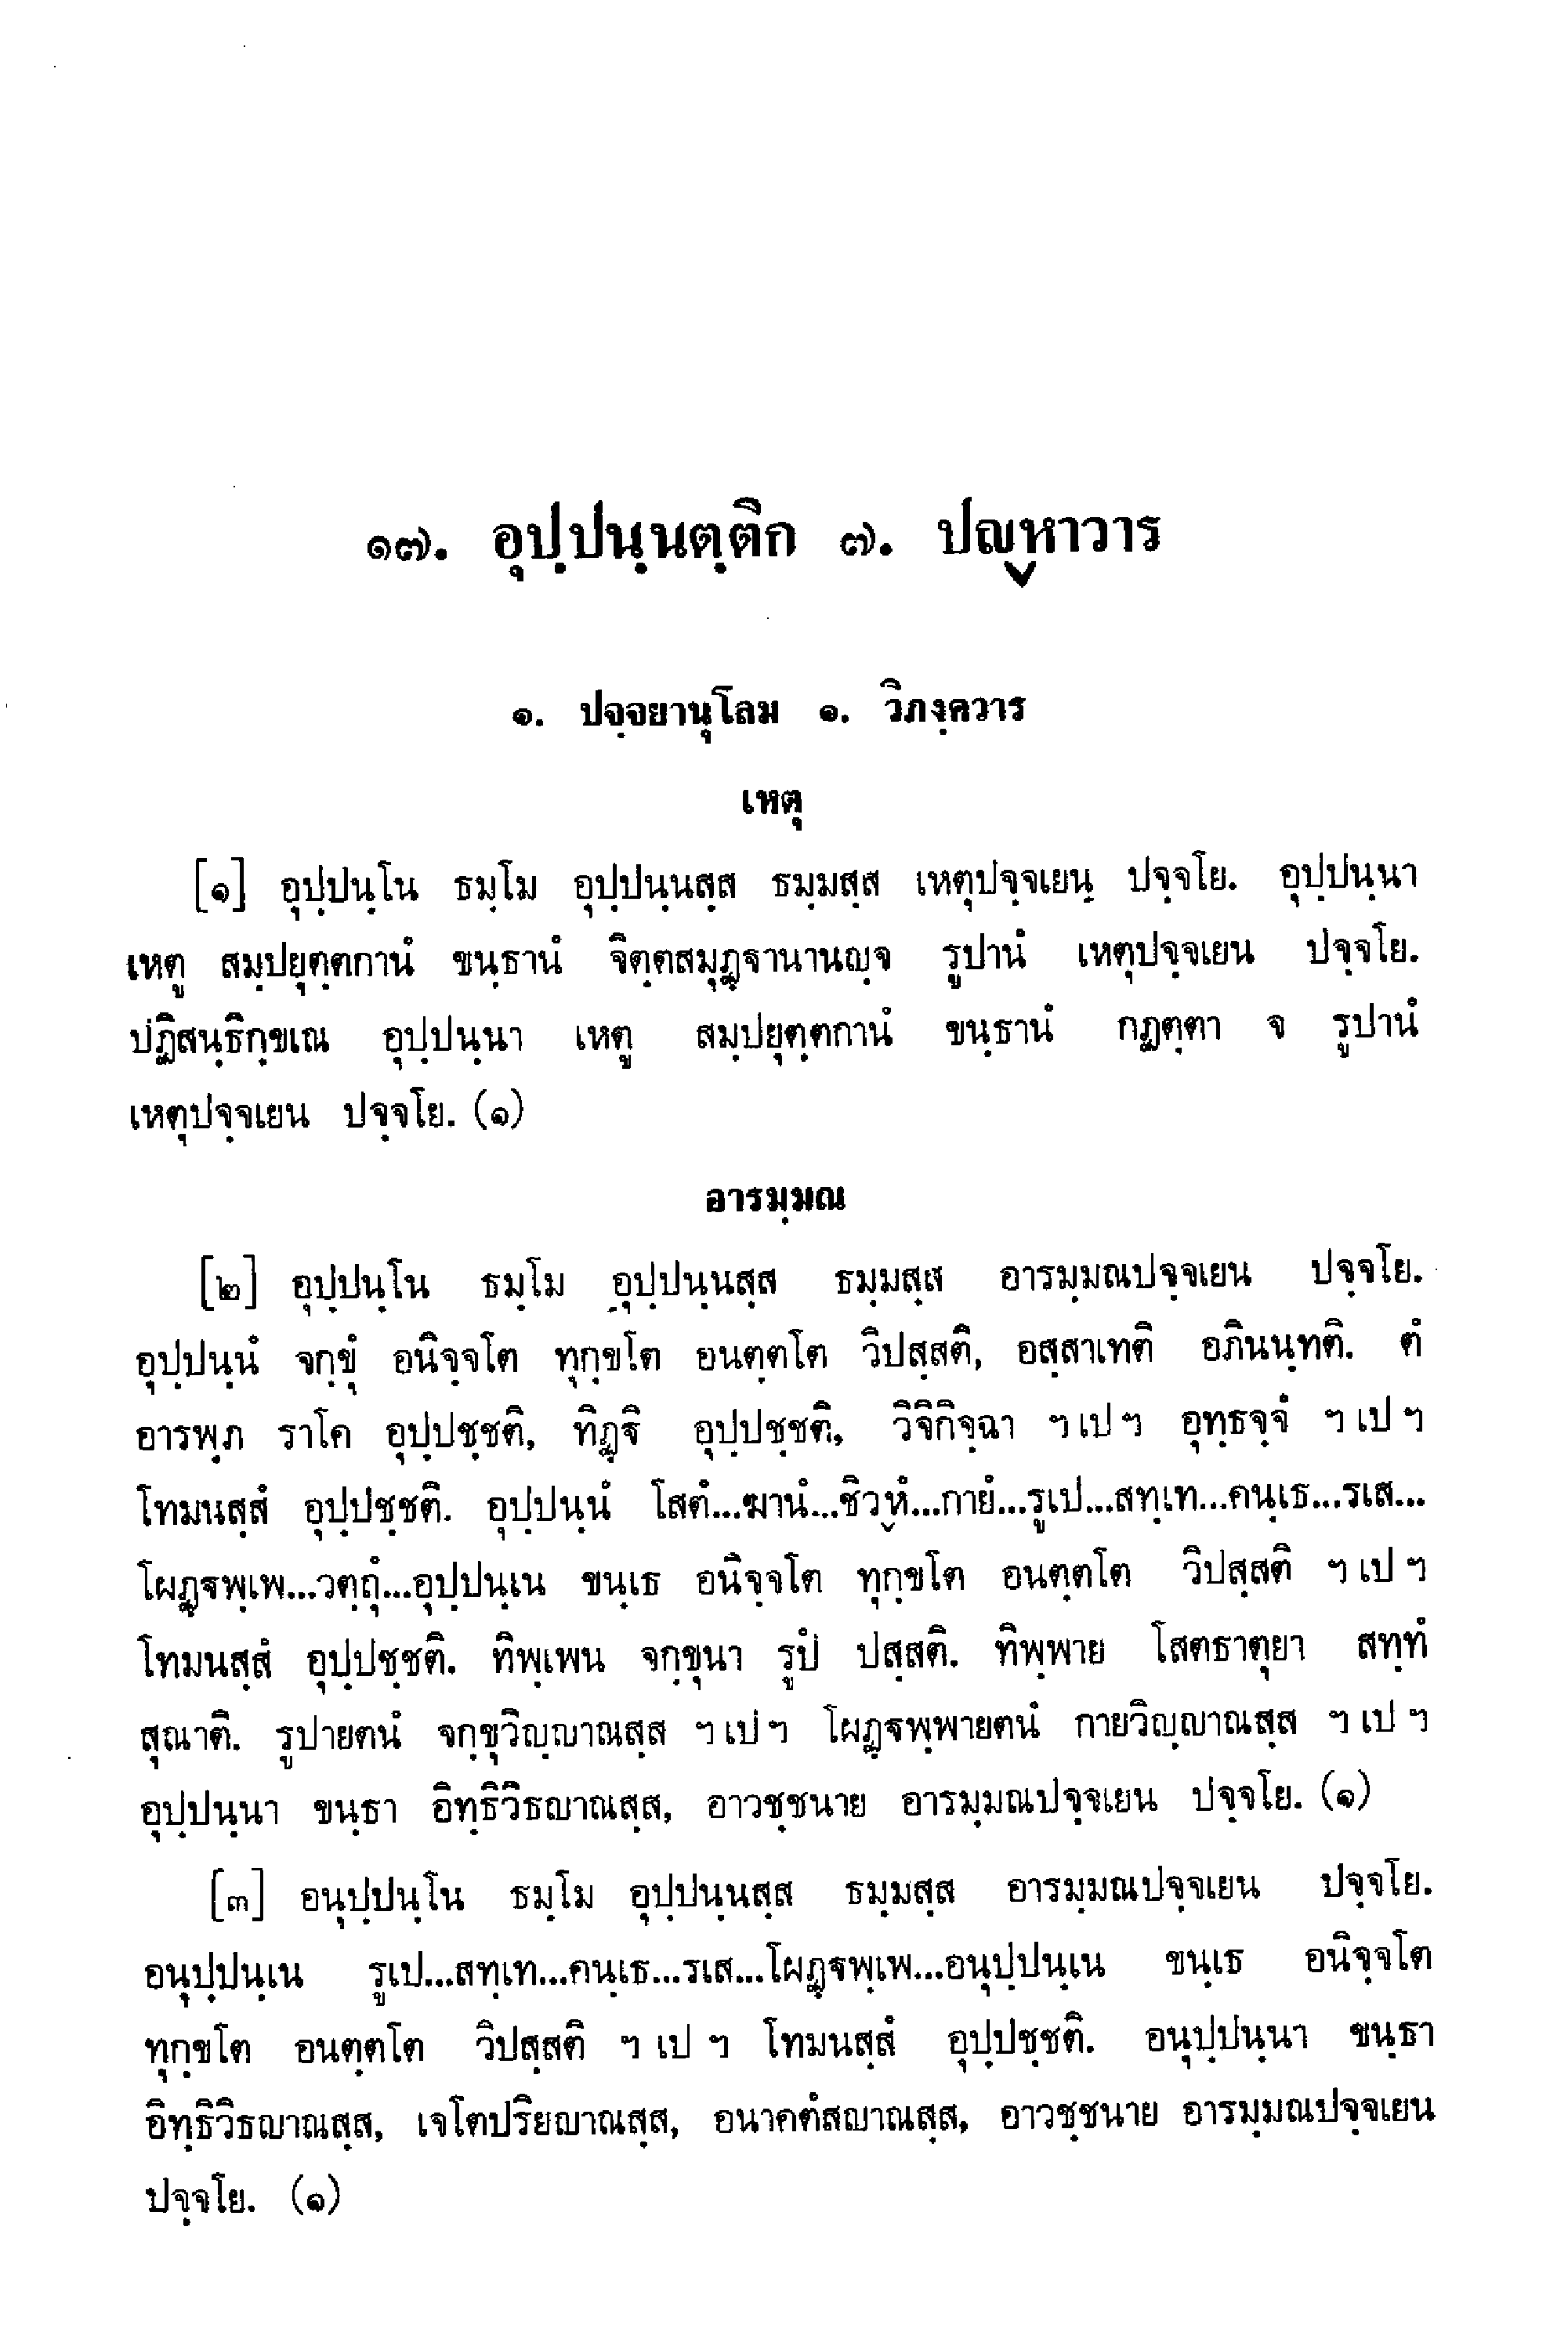 ๑๗. อุปฺปนฺนตฺติก ๗. ปญฺหาวาร
๑. ปจฺจยานุโลม ๑. วิภงฺควาร
เหตุ
[๑] อุปฺปนฺโน ธมฺโม อุปฺปนฺนสฺส ธมฺมสฺส เหตุปจฺจเยน ปจฺจโย. อุปฺปนฺนา
เหตู สมฺปยุตฺตกานํ ขนฺธานํ จิตฺตสมุฏฺฐานานญฺจ รูปานํ เหตุปจฺจเยน ปจฺจโย.
ปฏิสนฺธิกฺขเณ อุปฺปนฺนา เหตู สมฺปยุตฺตกานํ ขนฺธานํ กฏตฺตา จ รูปานํ
เหตุปจฺจเยน ปจฺจโย. (๑)
อารมฺมณ
[๒] อุปฺปนฺโน ธมฺโม อุปฺปนฺนสฺส ธมฺมสฺส อารมฺมณปจฺจเยน ปจฺจโย.
อุปฺปนฺนํ จกฺขุํ อนิจฺจโต ทุกฺขโต อนตฺตโต วิปสฺสติ, อสฺสาเทติ อภินนฺทติ. ตํ
อารพฺภ ราโค อุปฺปชฺชติ, ทิฏฺฐิ อุปฺปชฺชติ, วิจิกิจฺฉา ฯ เป ฯ อุทฺธจฺจํ ฯ เป ฯ
โทมนสฺสํ อุปฺปชฺชติ. อุปฺปนฺนํ โสตํ...ฆานํ...ชิวฺหํ...กายํ...รูเป...สทฺเท...คนฺเธ...รเส...
โผฏฺฐพฺเพ...วตฺถุํ...อุปฺปนฺเน ขนฺเธ อนิจฺจโต ทุกฺขโต อนตฺตโต วิปสฺสติ ฯ เป ฯ
โทมนสฺสํ อุปฺปชฺชติ. ทิพฺเพน จกฺขุนา รูปํ ปสฺสติ. ทิพฺพาย โสตธาตุยา สทฺทํ
สุณาติ. รูปายตนํ จกฺขุวิญฺญาณสฺส ฯ เป ฯ โผฏฺฐพฺพายตนํ กายวิญฺญาณสฺส ฯ เป ฯ
อุปฺปนฺนา ขนฺธา อิทฺธิวิธญาณสฺส, อาวชฺชนาย อารมฺมณปจฺจเยน ปจฺจโย. (๑)
[๓] อนุปฺปนฺโน ธมฺโม อุปฺปนฺนสฺส ธมฺมสฺส อารมฺมณปจฺจเยน ปจฺจโย.
อนุปฺปนฺเน รูเป...สทฺเท...คนฺเธ...รเส...โผฏฺฐพฺเพ...อนุปฺปนฺเน ขนฺเธ อนิจฺจโต
ทุกฺขโต อนตฺตโต วิปสฺสติ ฯ เป ฯ โทมนสฺสํ อุปฺปชฺชติ. อนุปฺปนฺนา ขนฺธา
อิทฺธิวิธญาณสฺส, เจโตปริยญาณสฺส, อนาคตํสญาณสฺส, อาวชฺชนาย อารมฺมณปจฺจเยน
ปจฺจโย. (๑)